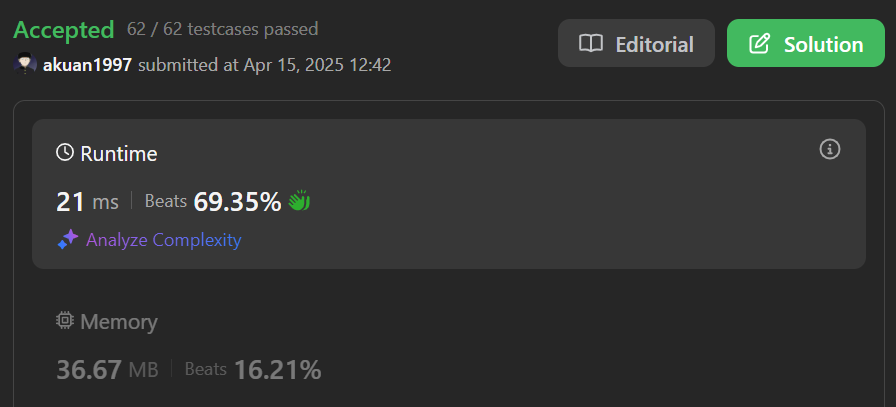 Accepted 62 / 62 testcases passed
Editorial
Solution
akuan1997 submitted at Apr 15, 2025 12:42
Runtime
21 ms Beats 69.35%
Analyze Complexity
Memory
36.67 MB Beats 16.21%